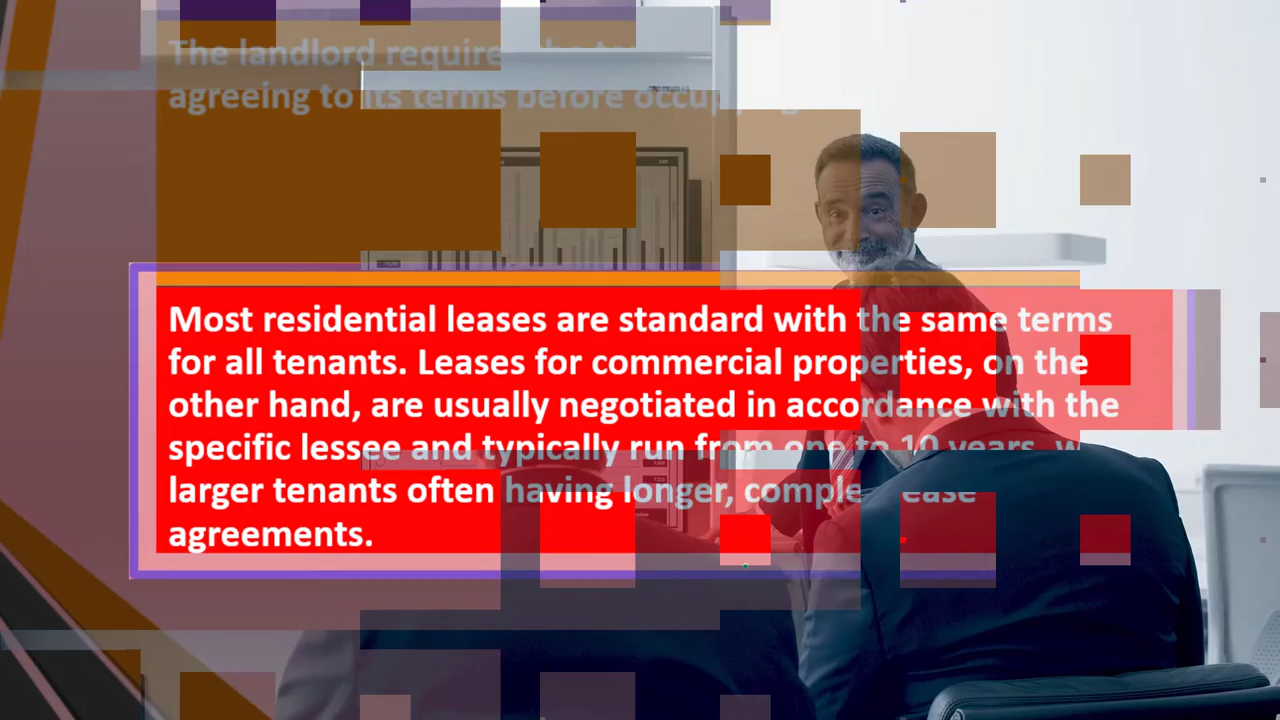 The landlord require
agreeing to its terms before
Most residential leases are standard with the same terms
for all tenants. Leases for commercial properties, on the
other hand, are usually negotiated in accordance with the
specific lessee and typically run from one to 10 years,
larger tenants often having longer,
agreements.